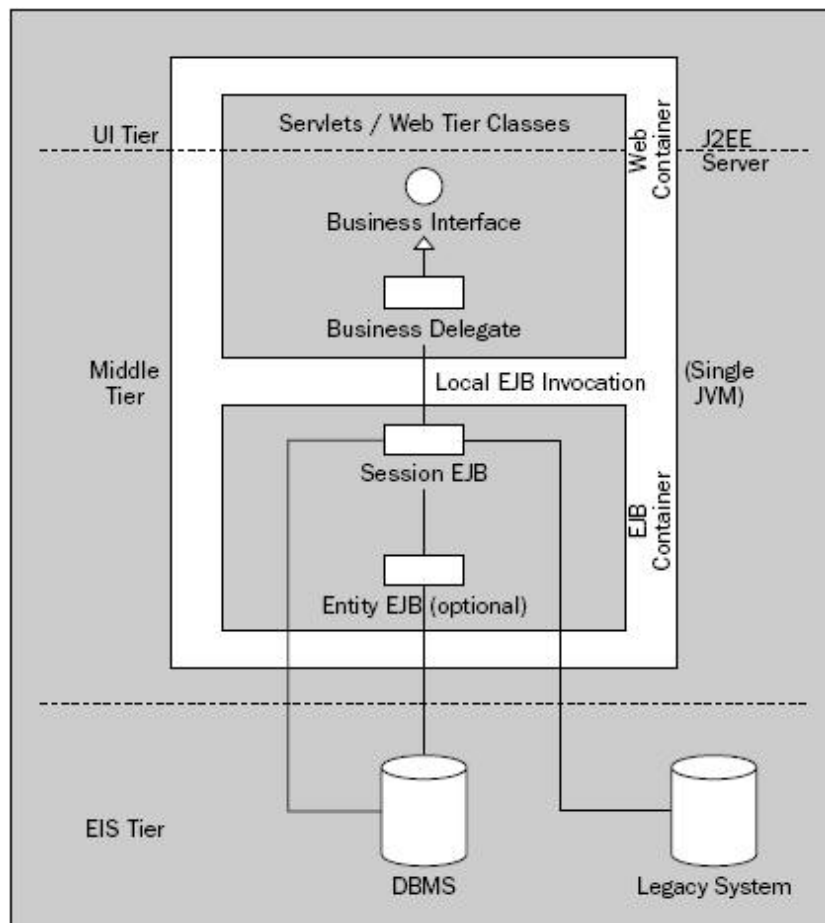 Servlets / Web Tier Classes
UI Tier
Web
Container
J2EE
Server
Business Interface
Business Delegate
Middle
Tier
Local EJB Invocation
(Single
JVM)
Session EJB
EJB
Container
Entity EJB (optional)
EIS Tier
DBMS
Legacy System